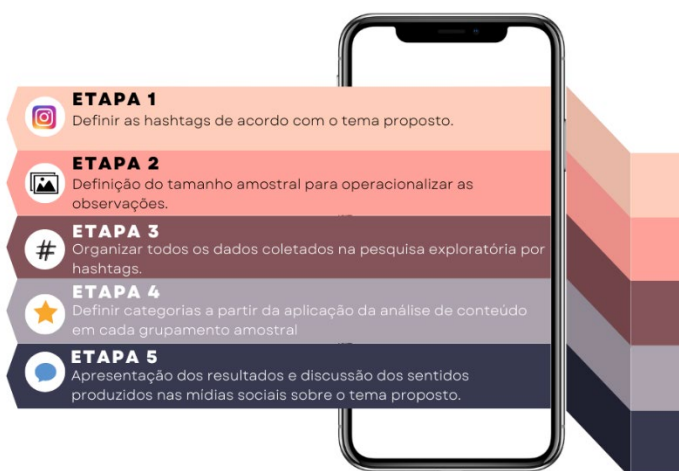 ETAPA 1
Definir as hashtags de acordo com o tema proposto.
ETAPA 2
Definição do tamanho amostral para operacionalizar as
observações.
ETAPA 3
Organizar todos os dados coletados na pesquisa exploratória por
hashtags.
#
ETAPA 4
Definir categorias a partir da aplicação da análise de conteúdo
em cada grupamento amostral
ETAPA 5
Apresentação dos resultados e discussão dos sentidos
produzidos nas mídias sociais sobre o tema proposto.